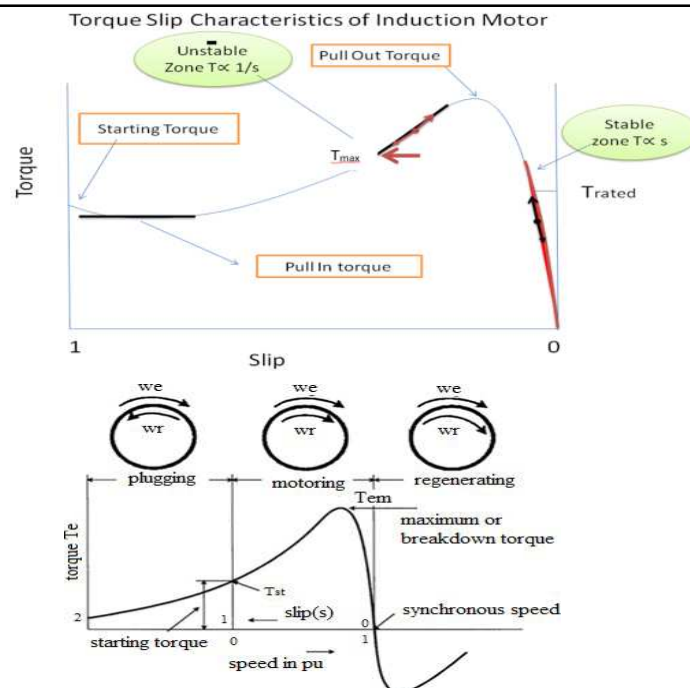 Torque Slip Characteristics of Induction Motor
Unstable
Zone T∝ 1/s
Pull Out Torque
Starting Torque
Stable
zone T∝ s
Tmax
Torque
Trated
Pull In torque
1
0
Slip
we
we
we
wr
wr
wr
plugging
motoring
regenerating
Tem
maximum or
breakdown torque
torque Te
Tst
synchronous speed
2
1
slip(s)
0
starting torque
0
1
speed in pu